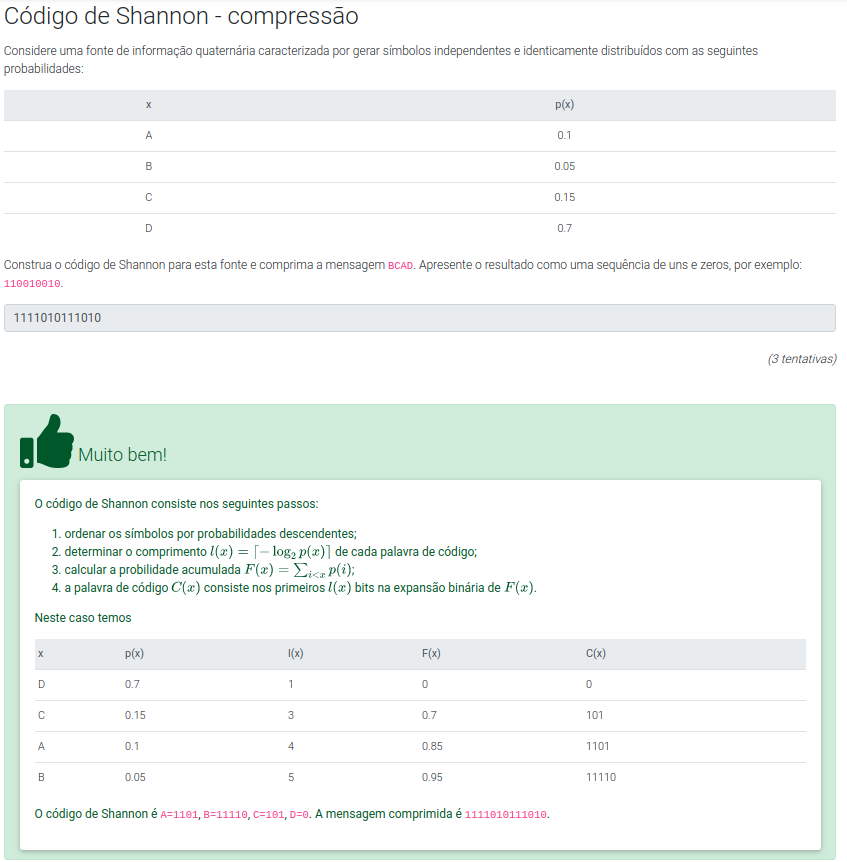 Código de Shannon - compressão
Considere uma fonte de informação quaternária caracterizada por gerar símbolos independentes e identicamente distribuídos com as seguintes
probabilidades:
x p(x)
A 0.1
B 0.05
C 0.15
D 0.7
Construa o código de Shannon para esta fonte e comprima a mensagem BCAD. Apresente o resultado como uma sequência de uns e zeros, por exemplo:
110010010.
1111010111010
(3 tentativas)
Muito bem!
O código de Shannon consiste nos seguintes passos:
1. ordenar os símbolos por probabilidades descendentes;
2. determinar o comprimento l(x) = ⌈− log₂ p(x)⌉ de cada palavra de código;
3. calcular a probilidade acumulada F(x) = ∑ᵢ<ₓ p(i);
4. a palavra de código C(x) consiste nos primeiros l(x) bits na expansão binária de F(x).
Neste caso temos
x p(x) l(x) F(x) C(x)
D 0.7 1 0 0
C 0.15 3 0.7 101
A 0.1 4 0.85 1101
B 0.05 5 0.95 11110
O código de Shannon é A=1101, B=11110, C=101, D=0. A mensagem comprimida é 1111010111010.